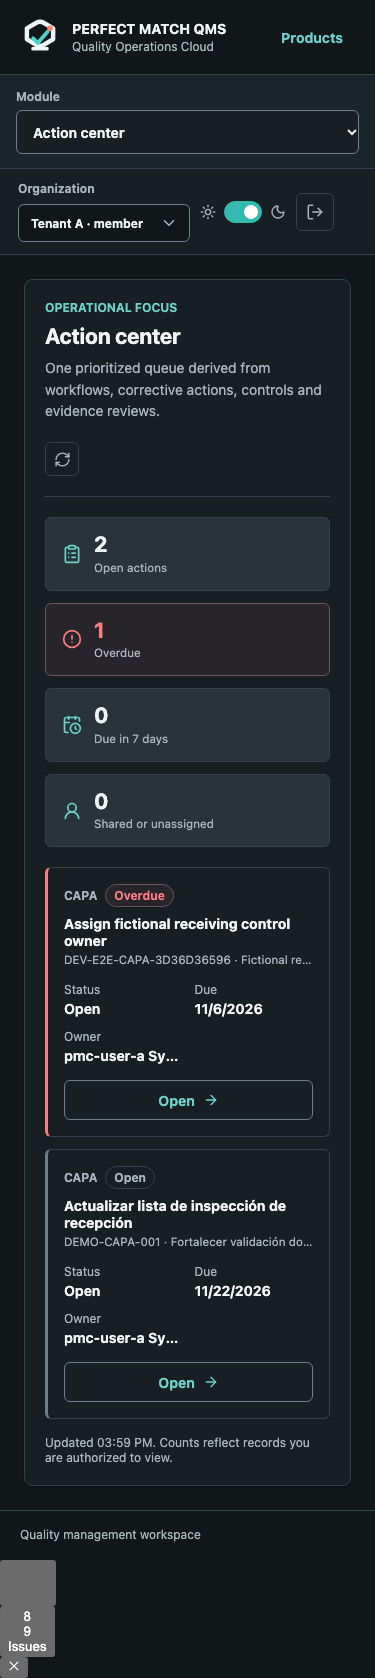 PERFECT MATCH QMS
Quality Operations Cloud
Products
Module
Action center
Organization
Tenant A · member
OPERATIONAL FOCUS
Action center
One prioritized queue derived from
workflows, corrective actions, controls and
evidence reviews.
2
Open actions
1
Overdue
0
Due in 7 days
0
Shared or unassigned
CAPA Overdue
Assign fictional receiving control
owner
DEV-E2E-CAPA-3D36D36596 · Fictional re...
Status Due
Open 11/6/2026
Owner
pmc-user-a Sy...
Open
CAPA Open
Actualizar lista de inspección de
recepción
DEMO-CAPA-001 · Fortalecer validación do...
Status Due
Open 11/22/2026
Owner
pmc-user-a Sy...
Open
Updated 03:59 PM. Counts reflect records you
are authorized to view.
Quality management workspace
8
9
Issues